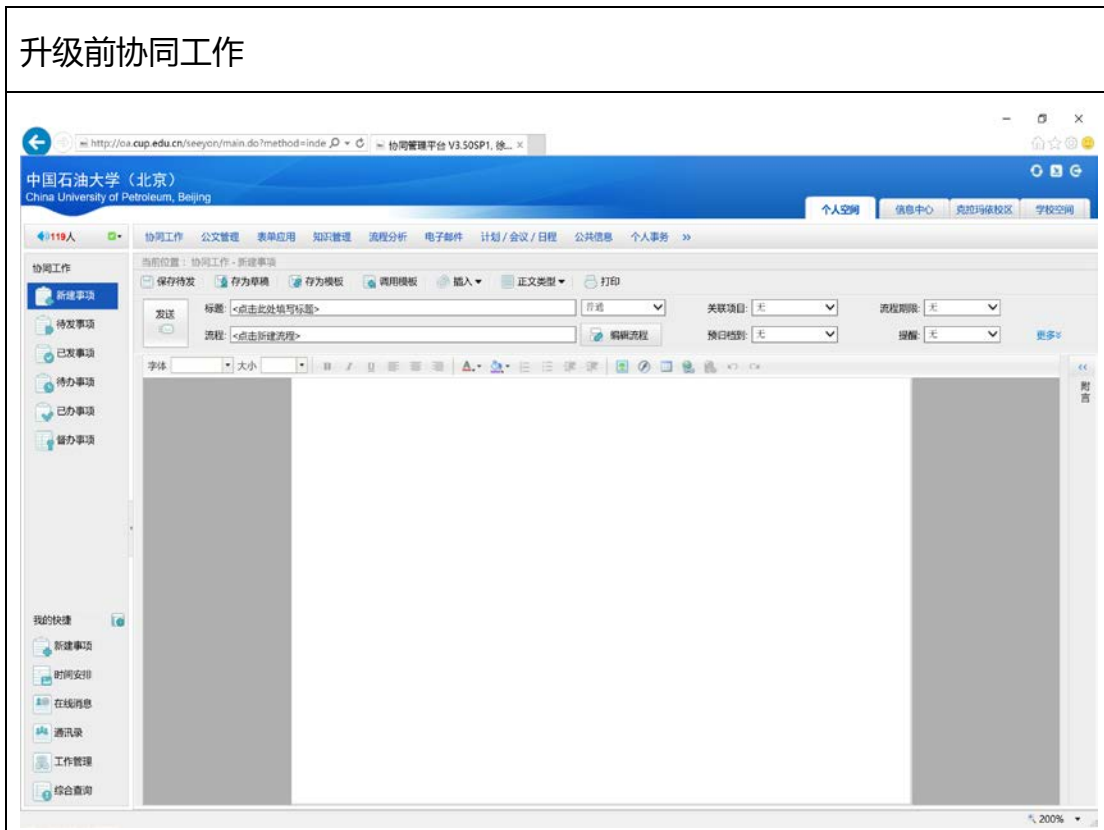 升级前协同工作
http://oa.cup.edu.cn/seeyon/main.do?method=inde
协同管理平台 V3.50SP1, 徐...
中国石油大学（北京）
China University of Petroleum, Beijing
个人空间 信息中心 克拉玛依校区 学校空间
119人
协同工作 公文管理 表单应用 知识管理 流程分析 电子邮件 计划 / 会议 / 日程 公共信息 个人事务 »
协同工作
当前位置：协同工作 - 新建事项
保存待发 存为草稿 存为模板 调用模板 插入 正文类型 打印
发送
标题: <点击此处填写标题> 普通 关联项目: 无 流程期限: 无
流程: <点击新建流程> 编辑流程 预归档到: 无 提醒: 无 更多
字体 大小 B I U A
附言
新建事项
待发事项
已发事项
待办事项
已办事项
督办事项
我的快捷
新建事项
时间安排
在线消息
通讯录
工作管理
综合查询
200%